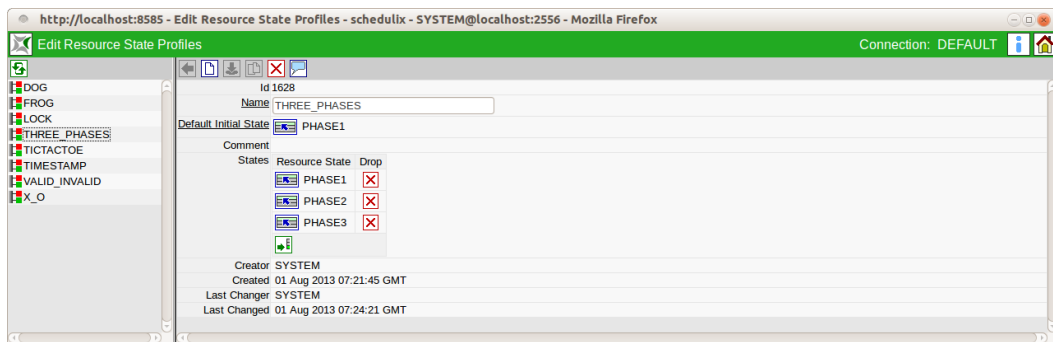 http://localhost:8585 - Edit Resource State Profiles - schedulix - SYSTEM@localhost:2556 - Mozilla Firefox
Edit Resource State Profiles
Connection: DEFAULT
DOG
FROG
LOCK
THREE_PHASES
TICTACTOE
TIMESTAMP
VALID_INVALID
X_O
Id 1628
Name THREE_PHASES
Default Initial State PHASE1
Comment
States Resource State Drop
PHASE1
PHASE2
PHASE3
Creator SYSTEM
Created 01 Aug 2013 07:21:45 GMT
Last Changer SYSTEM
Last Changed 01 Aug 2013 07:24:21 GMT